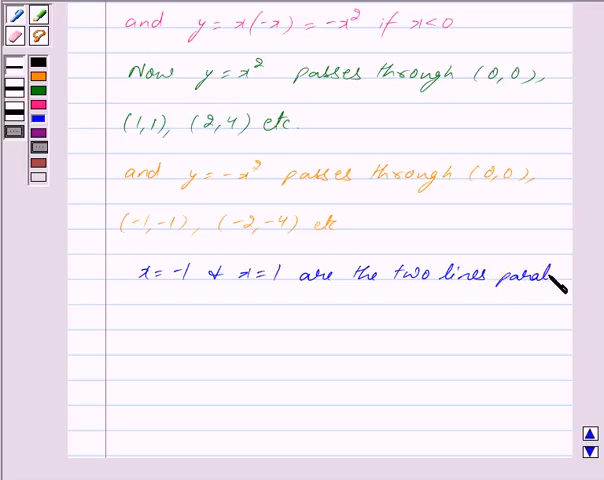 and y = x(-x) = -x² if x<0
Now y = x² passes through (0,0),
(1,1), (2,4) etc.
and y = -x² passes through (0,0),
(-1,-1), (-2,-4) etc
x = -1 & x = 1 are the two lines paral